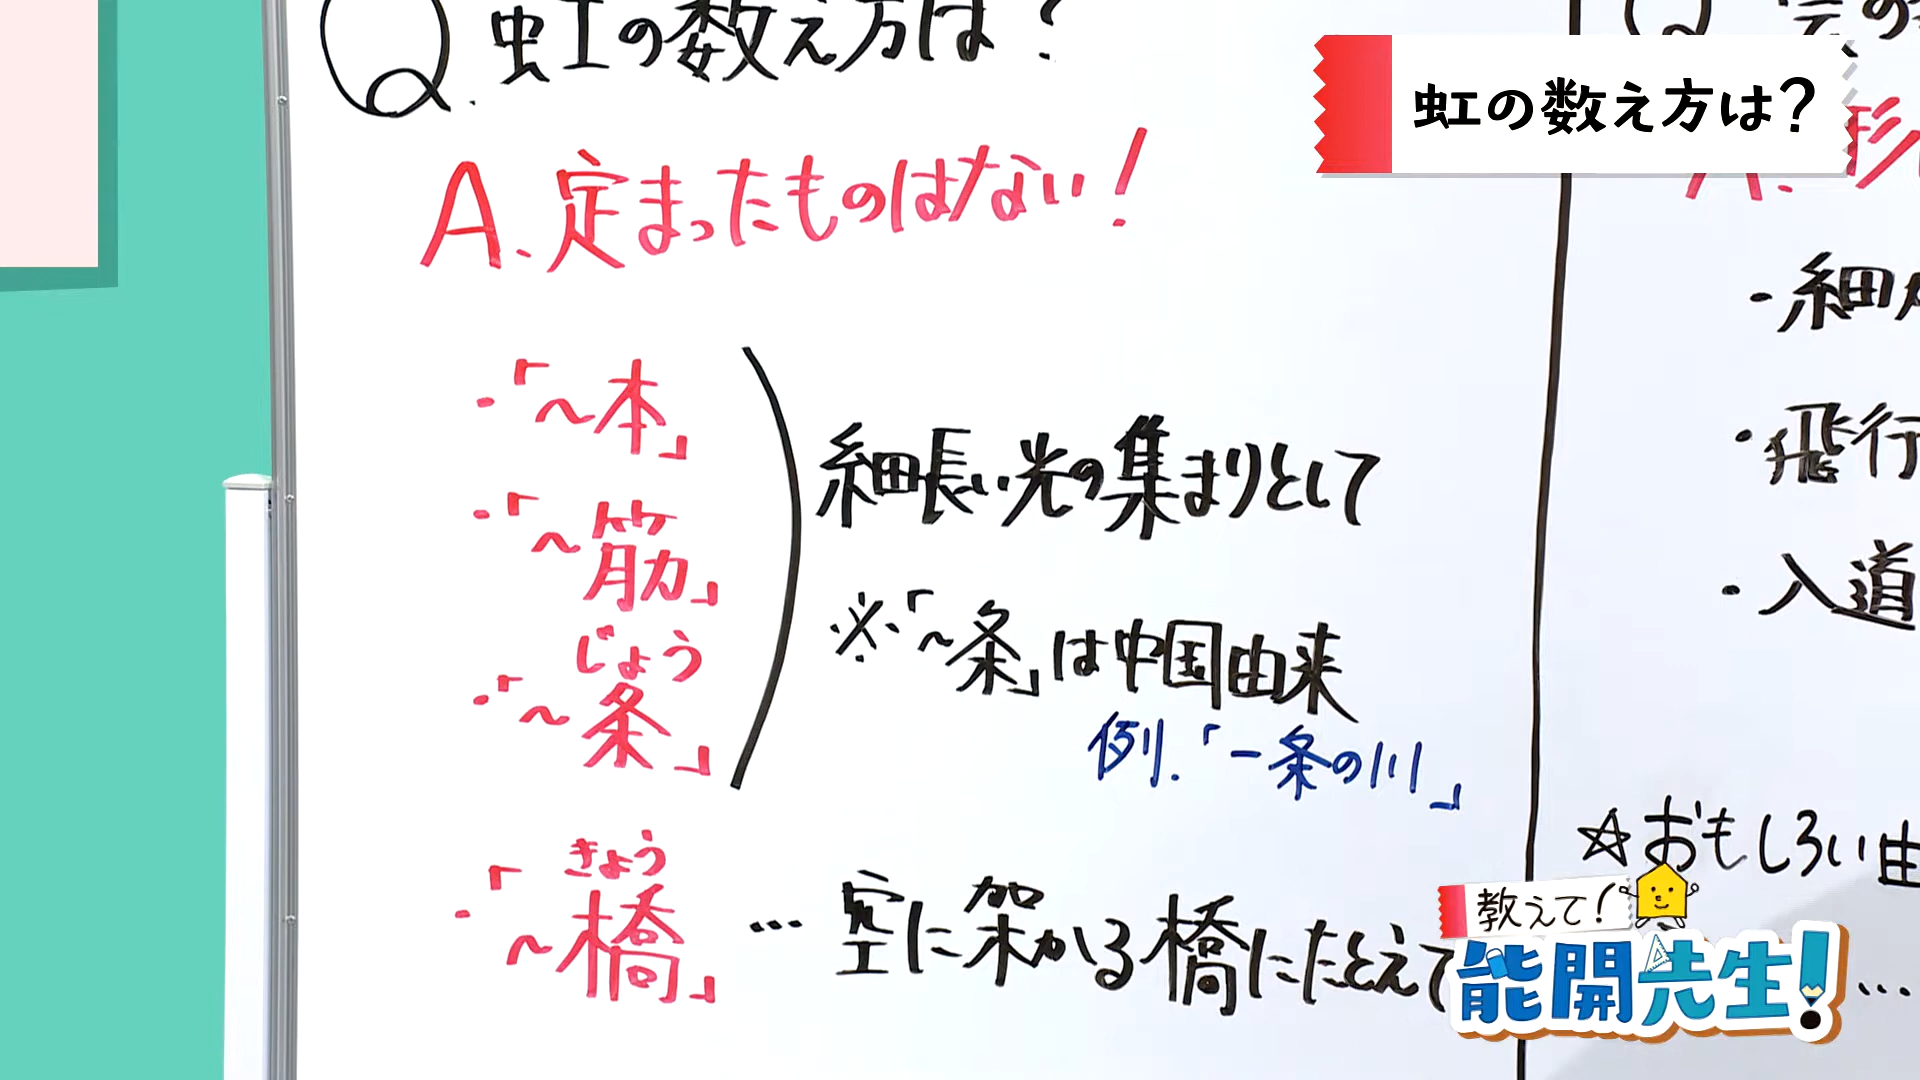 Q.虹の数え方は?
A.定まったものはない!
・「〜本」
・「〜筋」
じょう
・「〜条」
細長い光の集まりとして
※「〜条」は中国由来
例.「一条の川」
きょう
・「〜橋」…空に架かる橋にたとえて
虹の数え方は?
A.形
・細
・飛行
・入道
☆おもしろい由
…
教えて!
能開先生!